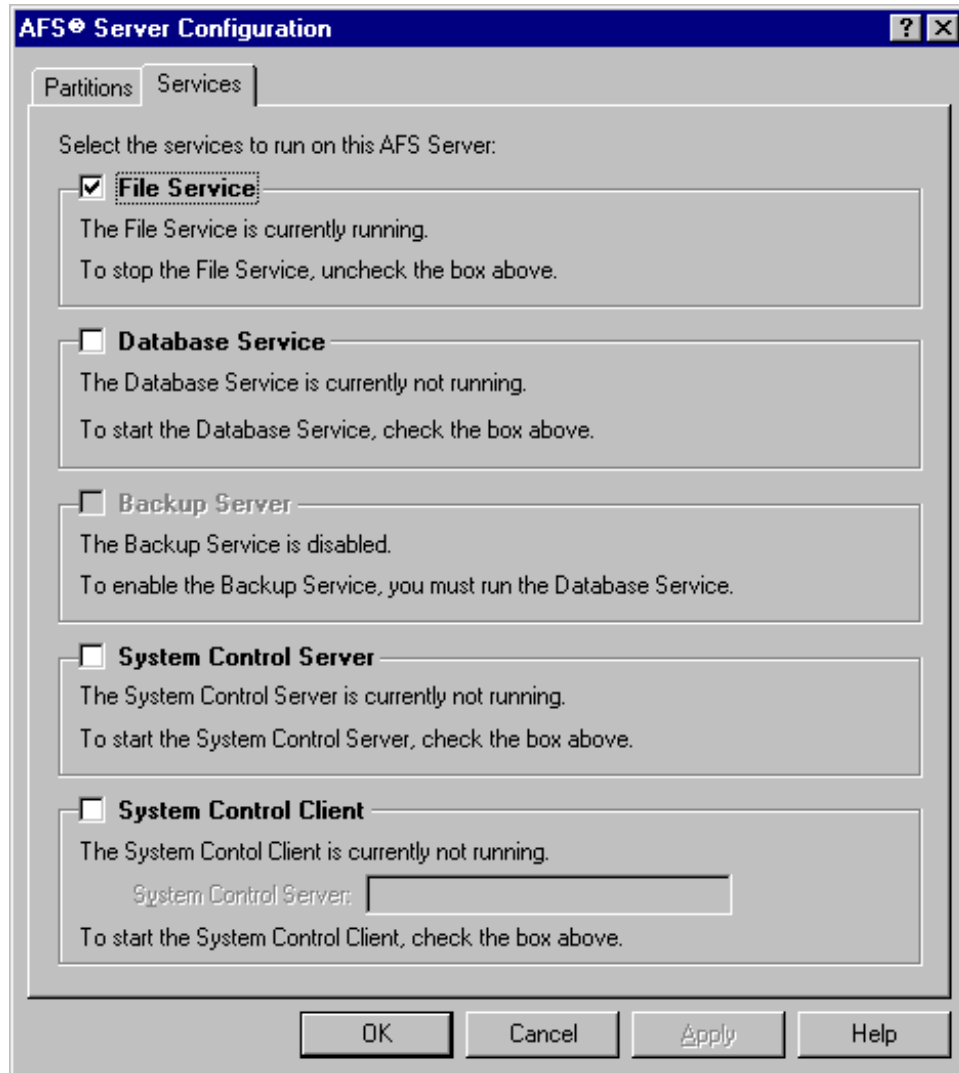 AFS® Server Configuration
Partitions Services
Select the services to run on this AFS Server:
File Service
The File Service is currently running.
To stop the File Service, uncheck the box above.
Database Service
The Database Service is currently not running.
To start the Database Service, check the box above.
Backup Server
The Backup Service is disabled.
To enable the Backup Service, you must run the Database Service.
System Control Server
The System Control Server is currently not running.
To start the System Control Server, check the box above.
System Control Client
The System Contol Client is currently not running.
System Control Server:
To start the System Control Client, check the box above.
OK Cancel Apply Help